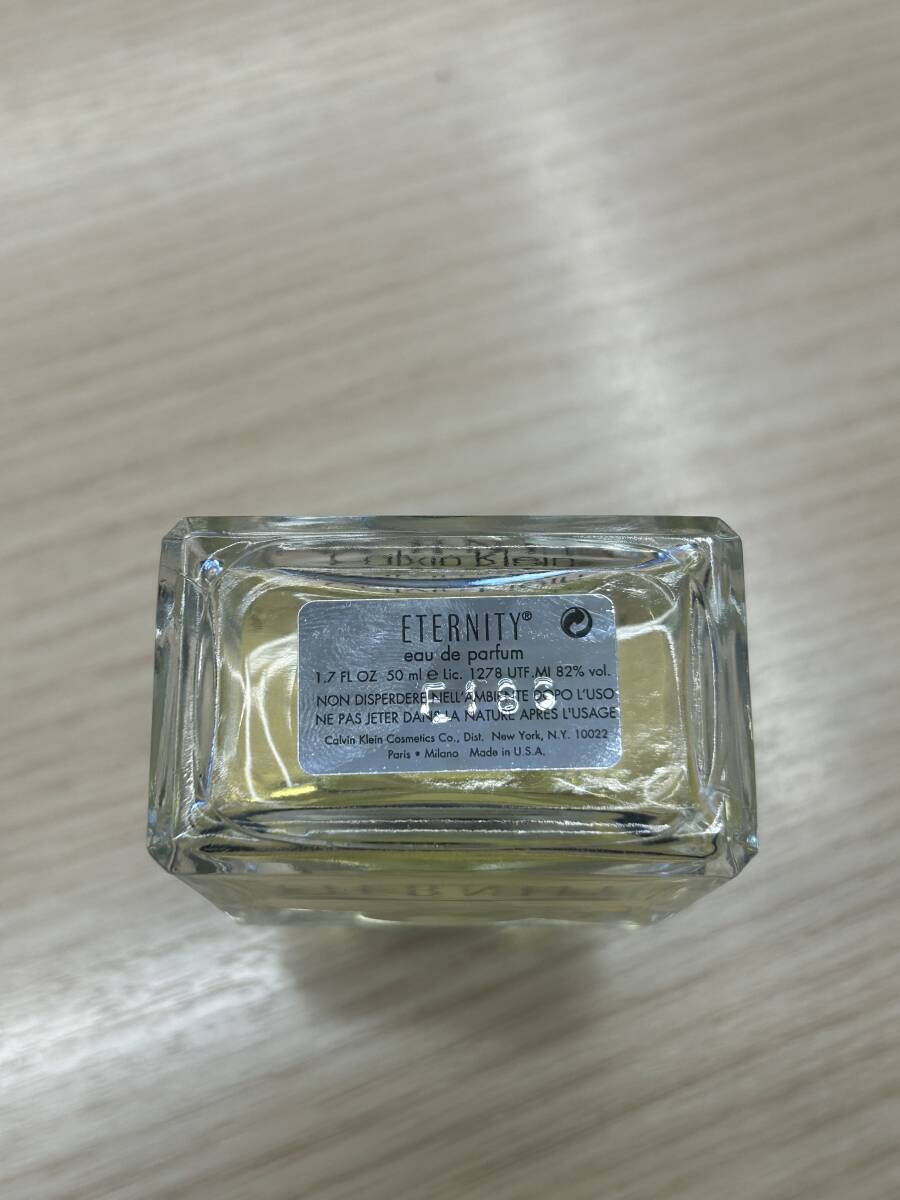 Calvin Klein
ETERNITY®
eau de parfum
1.7 FL OZ 50 ml e Lic. 1278 UTF.MI 82% vol.
NON DISPERDERE NELL'AMBIENTE DOPO L'USO
NE PAS JETER DANS LA NATURE APRES L'USAGE
Calvin Klein Cosmetics Co., Dist. New York, N.Y. 10022
Paris • Milano Made in U.S.A.